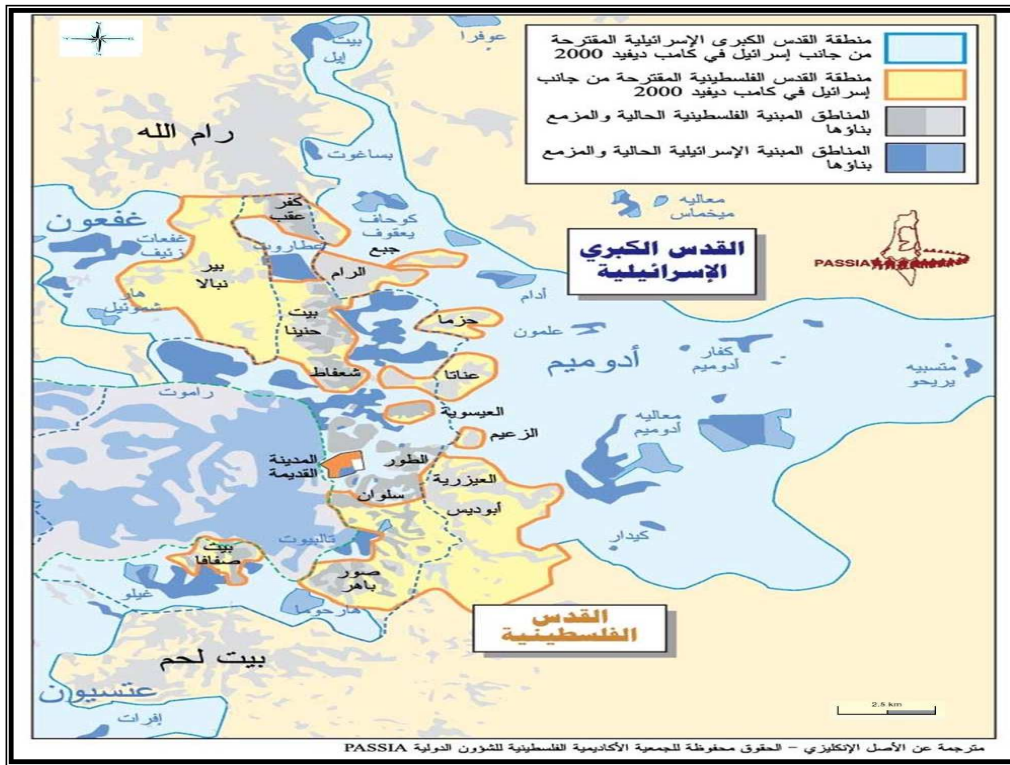 منطقة القدس الكبرى الإسرائيلية المقترحة
من جانب إسرائيل في كامب ديفيد 2000
منطقة القدس الفلسطينية المقترحة من جانب
إسرائيل في كامب ديفيد 2000
المناطق المبنية الفلسطينية الحالية والمزمع
بناؤها
المناطق المبنية الإسرائيلية الحالية والمزمع
بناؤها
عوفرا
بيت
إيل
رام الله
بساغوت
معاليه
ميخماس
كفر
عقب
كوخاف
يعقوف
غفعون
غفعات
زئيف
عطاروت
جبع
القدس الكبري
الإسرائيلية
PASSIA
بير
نبالا
الرام
أدام
هار
شموئيل
بيت
حنينا
حزما
علمون
أدوميم
كفار
أدوميم
متسبيه
يريحو
شعفاط
عناتا
راموت
العيسوية
معاليه
أدوميم
الزعيم
المدينة
القديمة
الطور
العيزرية
سلوان
أبوديس
تالبيوت
كيدار
بيت
صفافا
صور
باهر
غيلو
هارحوما
القدس
الفلسطينية
بيت لحم
عتسيون
إفرات
2.5 km
مترجمة عن الأصل الإنكليزي – الحقوق محفوظة للجمعية الأكاديمية الفلسطينية للشؤون الدولية PASSIA